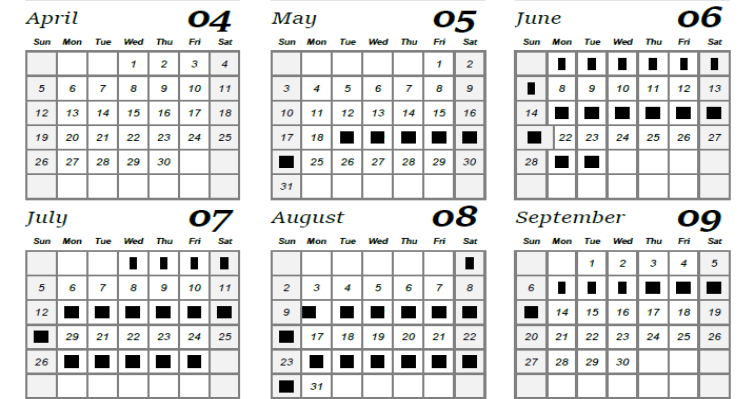 April 04
Sun Mon Tue Wed Thu Fri Sat
1 2 3 4
5 6 7 8 9 10 11
12 13 14 15 16 17 18
19 20 21 22 23 24 25
26 27 28 29 30
May 05
Sun Mon Tue Wed Thu Fri Sat
1 2
3 4 5 6 7 8 9
10 11 12 13 14 15 16
17 18
25 26 27 28 29 30
31
June 06
Sun Mon Tue Wed Thu Fri Sat
8 9 10 11 12 13
14
22 23 24 25 26 27
28
July 07
Sun Mon Tue Wed Thu Fri Sat
5 6 7 8 9 10 11
12
29 21 22 23 24 25
26
August 08
Sun Mon Tue Wed Thu Fri Sat
2 3 4 5 6 7 8
9
17 18 19 20 21 22
23
31
September 09
Sun Mon Tue Wed Thu Fri Sat
1 2 3 4 5
6
14 15 16 17 18 19
20 21 22 23 24 25 26
27 28 29 30